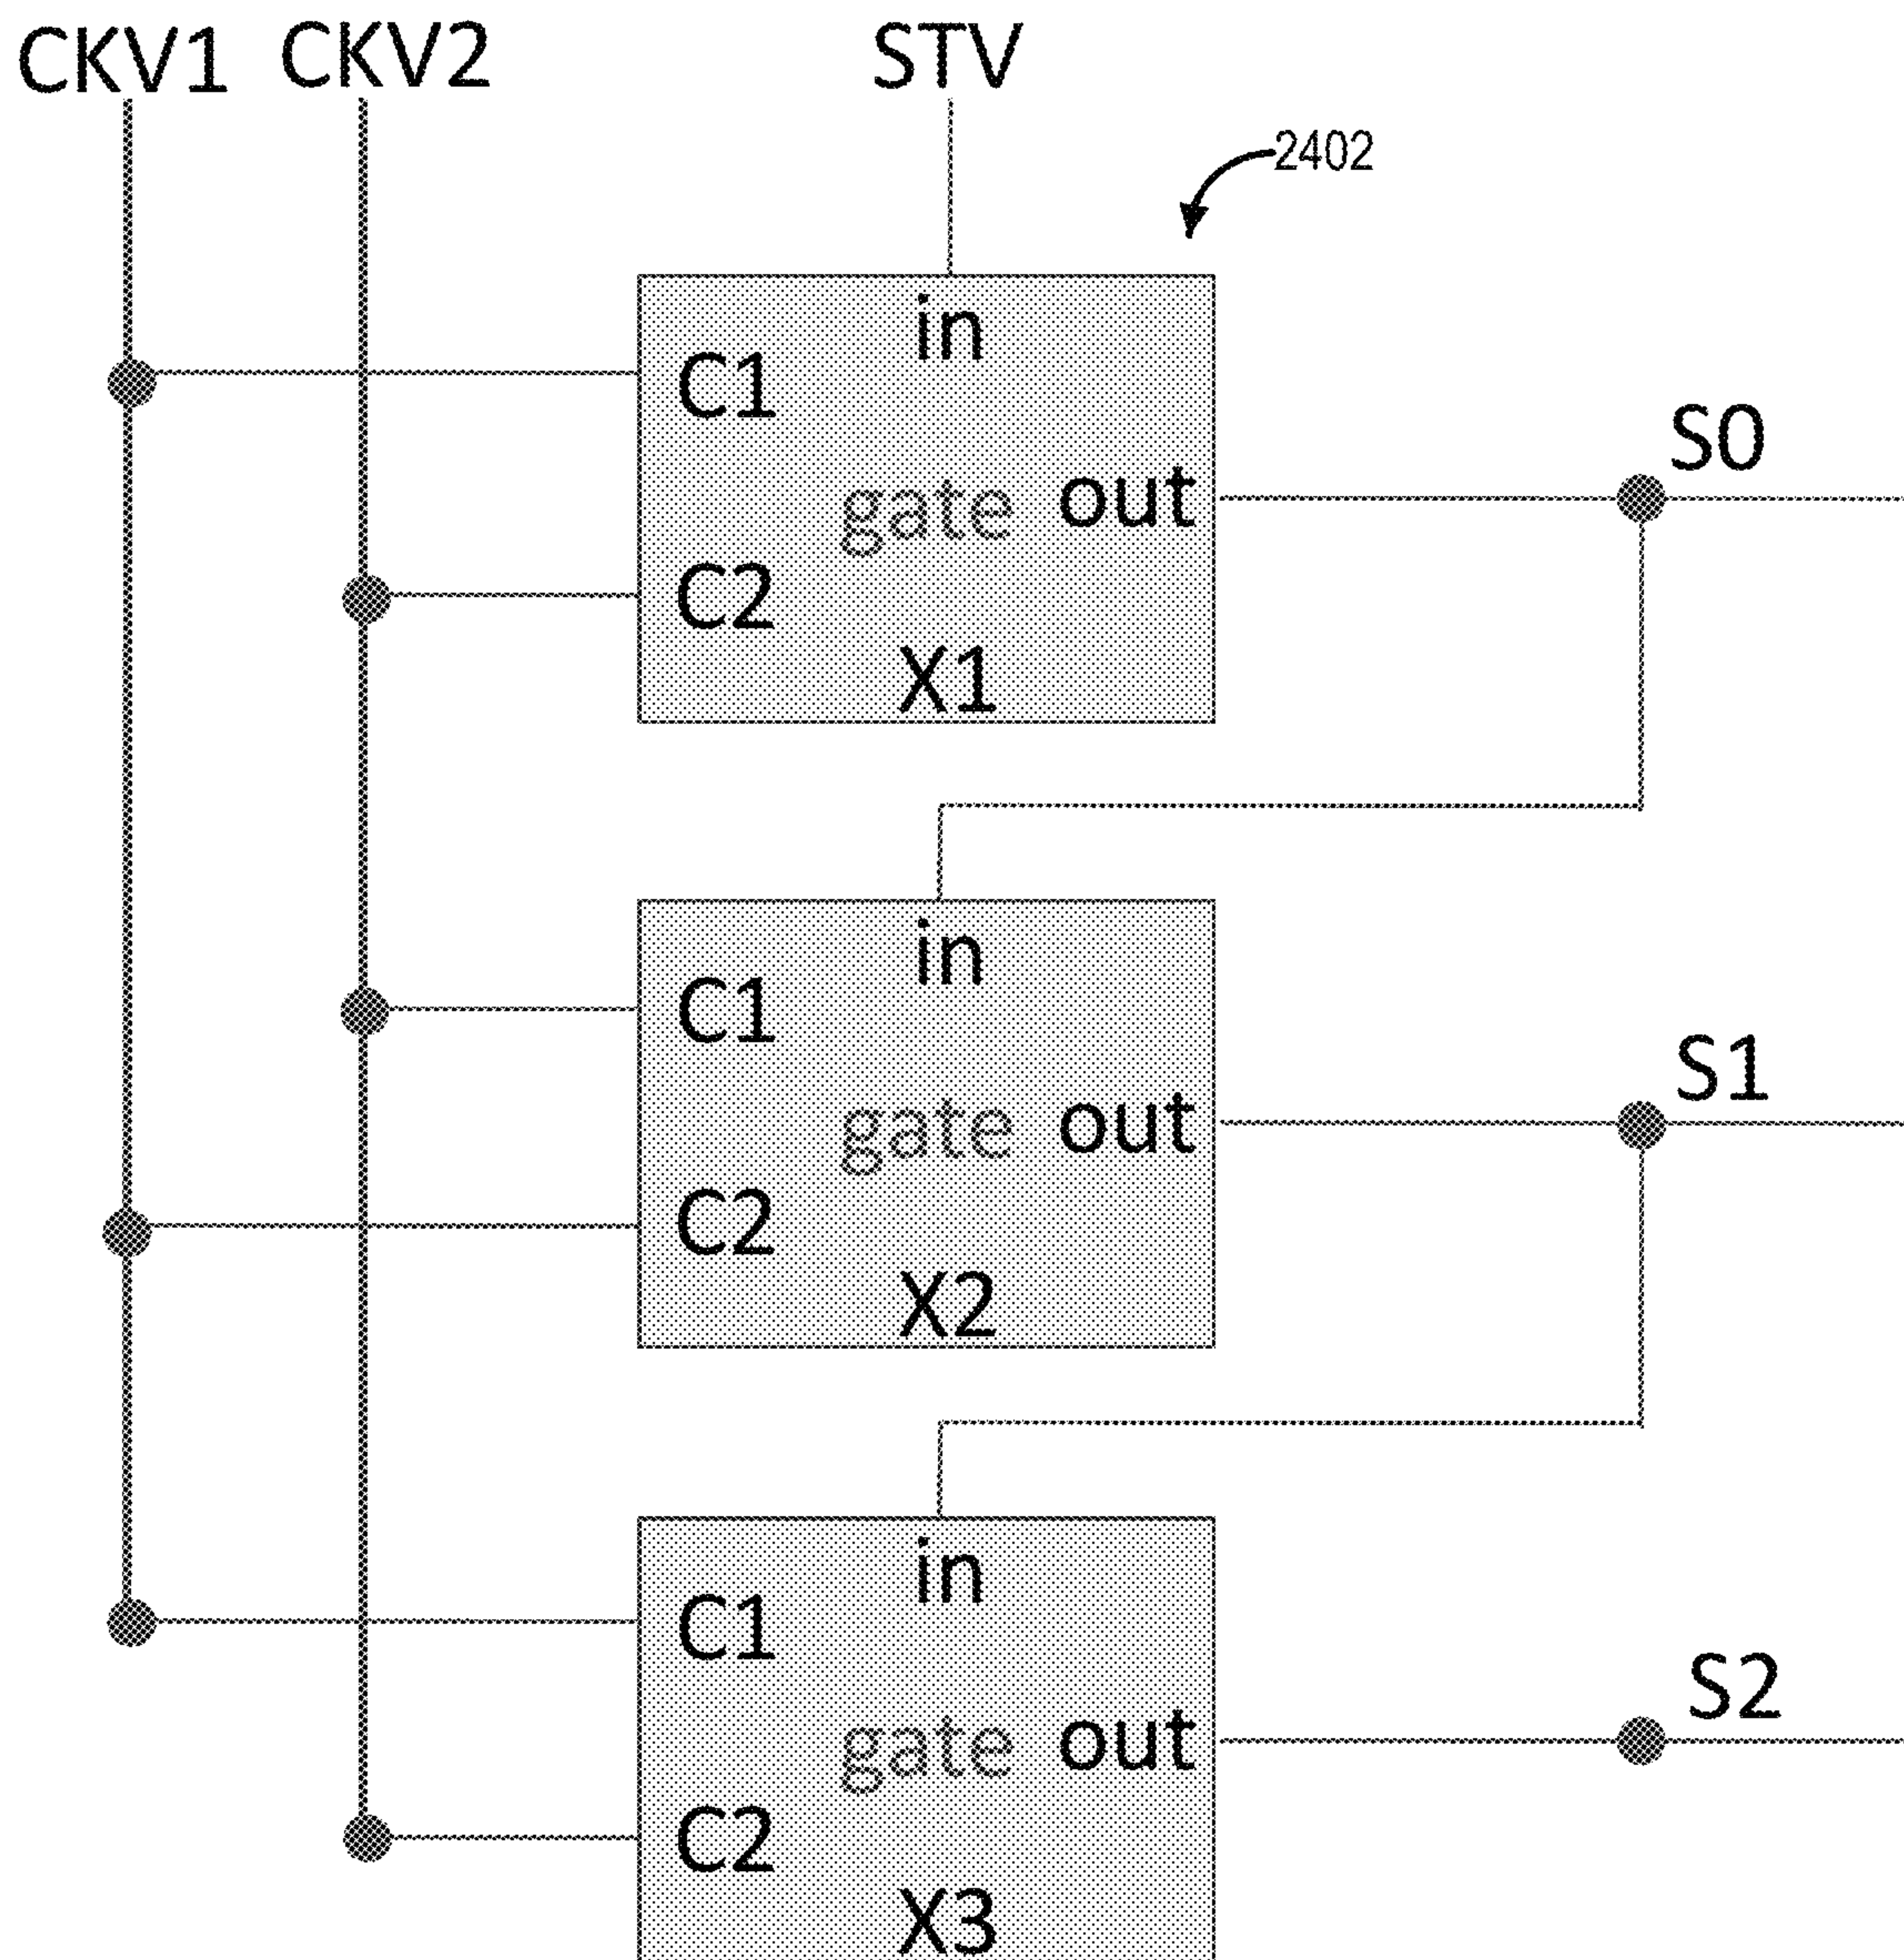 CKV1 CKV2 STV
2402
in
C1
S0
gate out
C2
X1
in
C1
S1
gate out
C2
X2
in
C1
S2
gate out
C2
X3